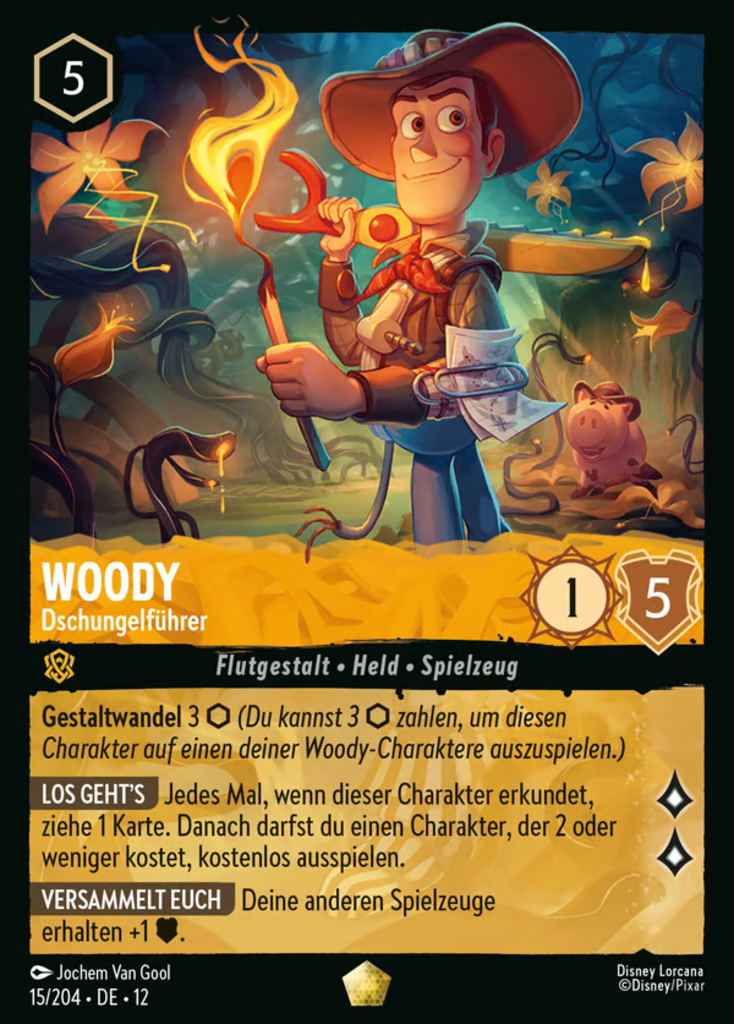 5
WOODY
Dschungelführer
1
5
Flutgestalt • Held • Spielzeug
Gestaltwandel 3 ⬡ (Du kannst 3 ⬡ zahlen, um diesen
Charakter auf einen deiner Woody-Charaktere auszuspielen.)
LOS GEHT'S Jedes Mal, wenn dieser Charakter erkundet,
ziehe 1 Karte. Danach darfst du einen Charakter, der 2 oder
weniger kostet, kostenlos ausspielen.
VERSAMMELT EUCH Deine anderen Spielzeuge
erhalten +1 .
Jochem Van Gool
15/204 • DE • 12
Disney Lorcana
©Disney/Pixar